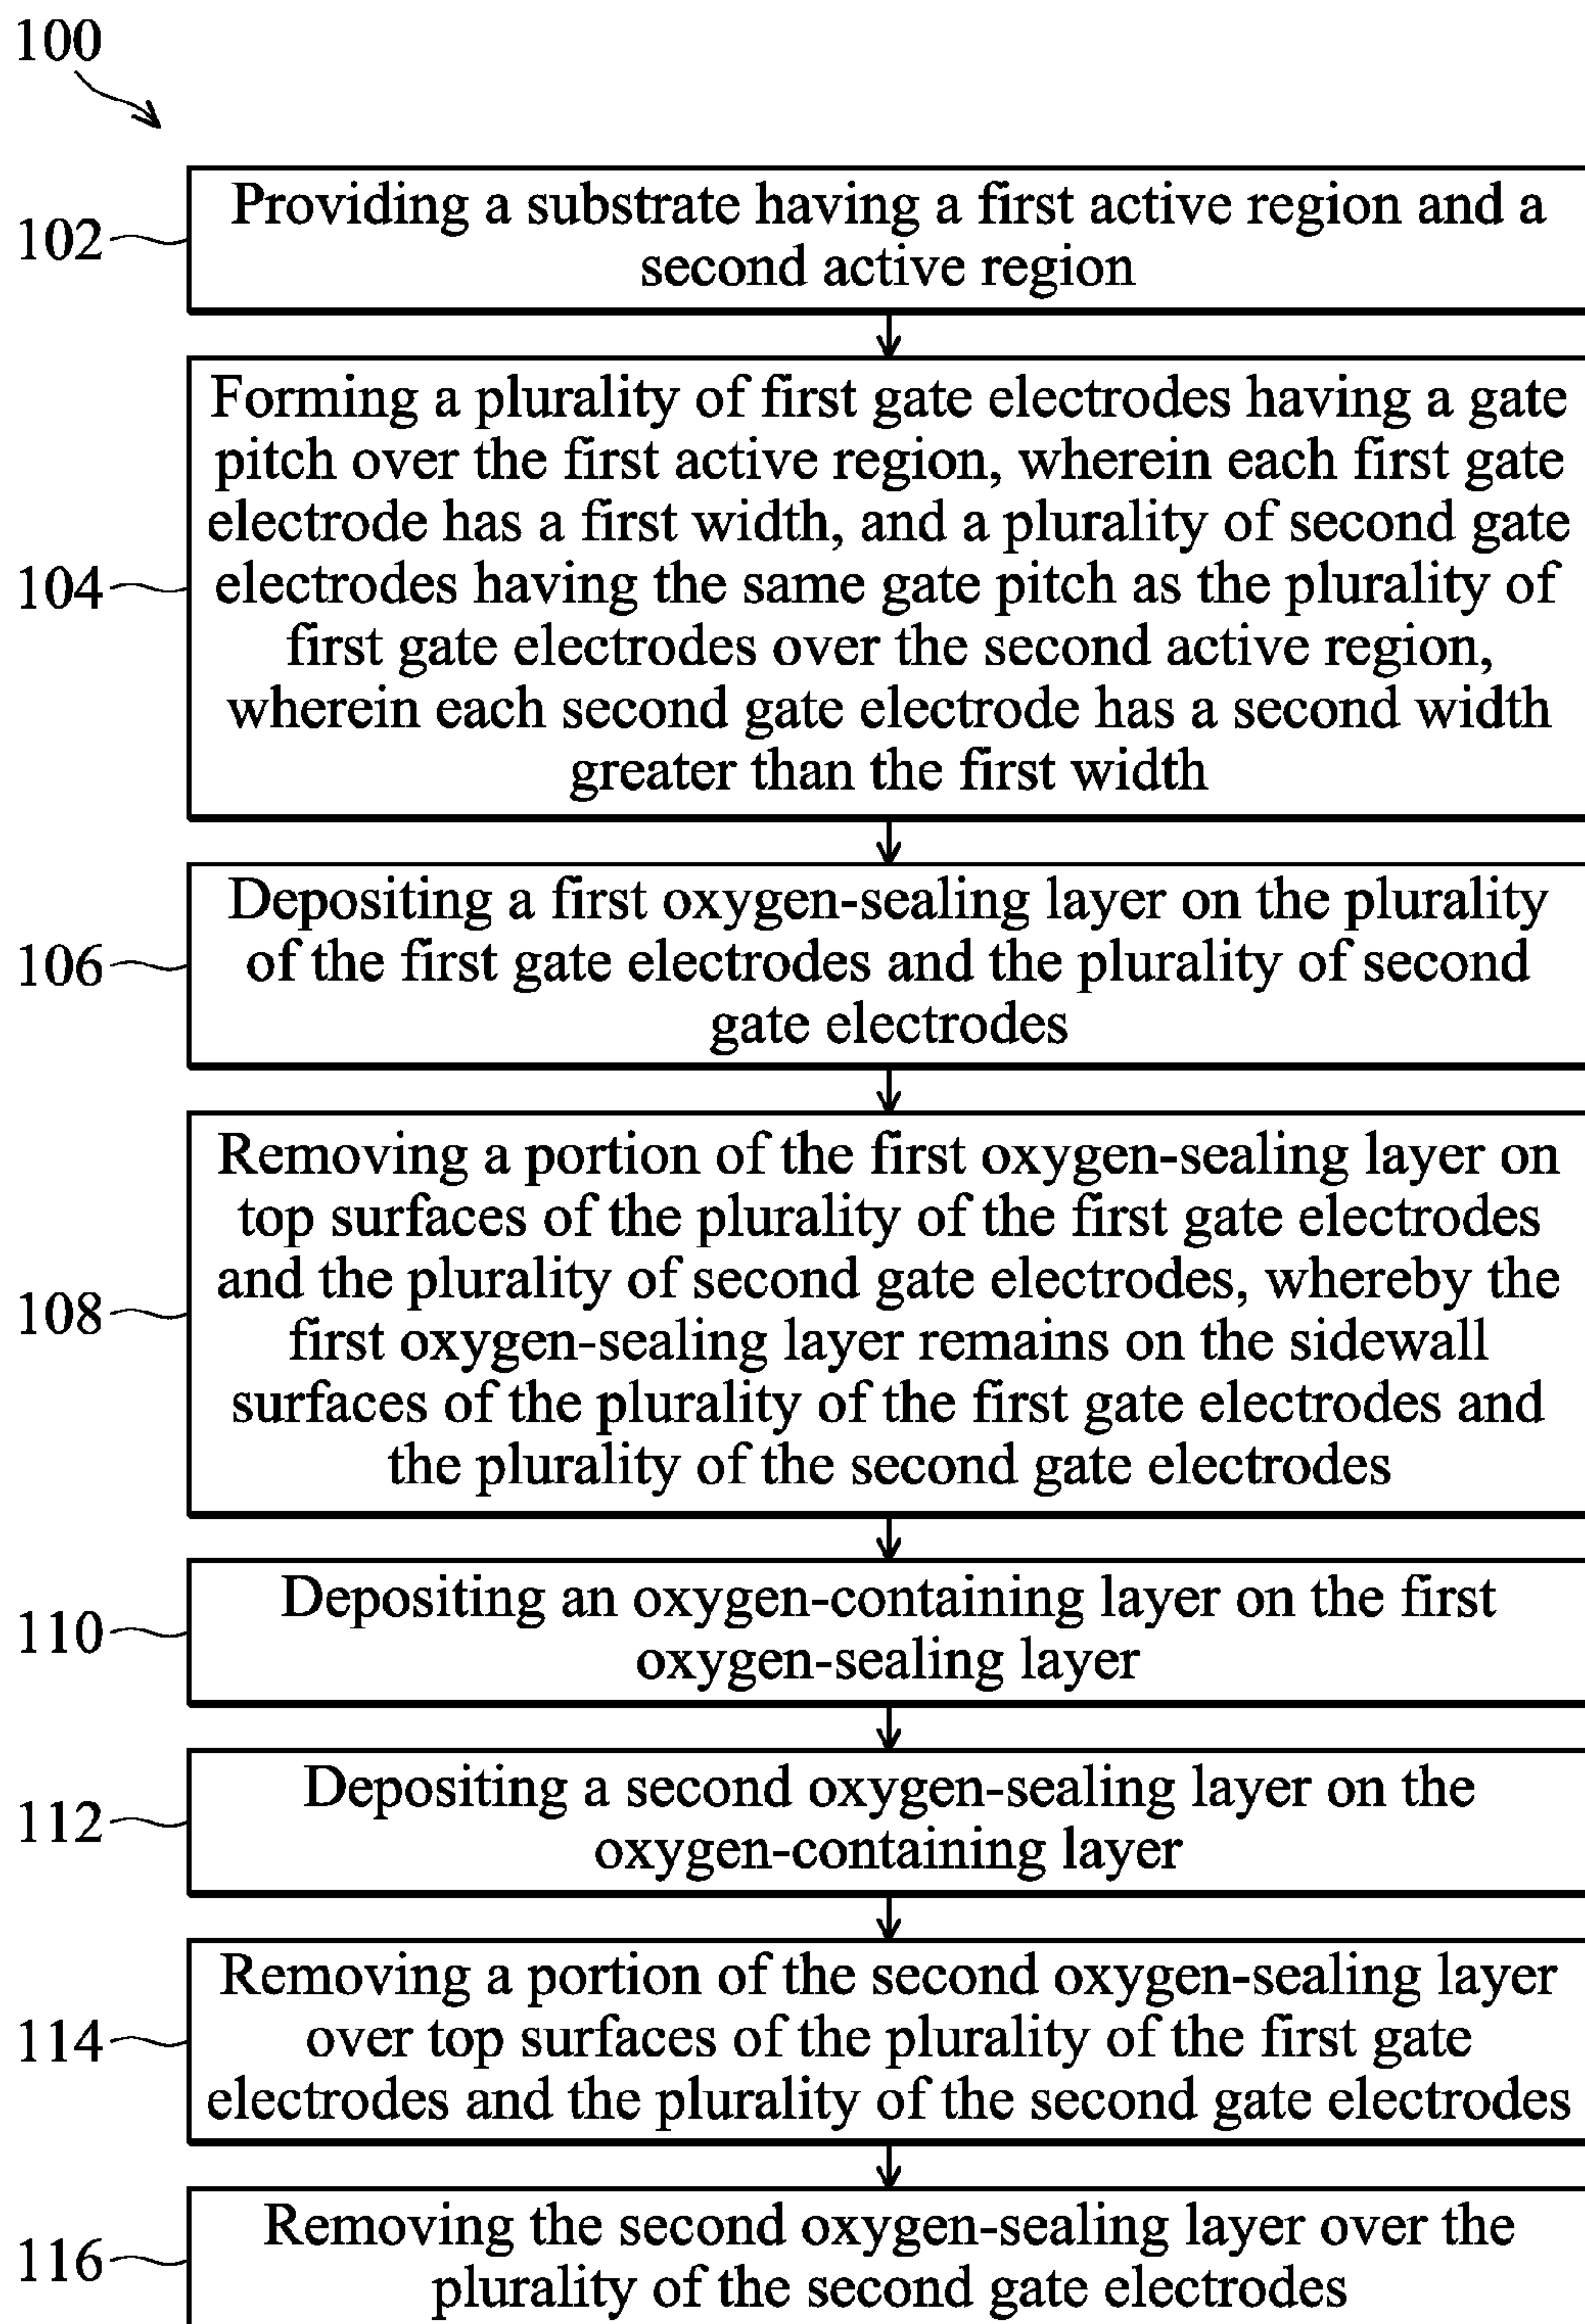 100
102
Providing a substrate having a first active region and a
second active region
104
Forming a plurality of first gate electrodes having a gate
pitch over the first active region, wherein each first gate
electrode has a first width, and a plurality of second gate
electrodes having the same gate pitch as the plurality of
first gate electrodes over the second active region,
wherein each second gate electrode has a second width
greater than the first width
106
Depositing a first oxygen-sealing layer on the plurality
of the first gate electrodes and the plurality of second
gate electrodes
108
Removing a portion of the first oxygen-sealing layer on
top surfaces of the plurality of the first gate electrodes
and the plurality of second gate electrodes, whereby the
first oxygen-sealing layer remains on the sidewall
surfaces of the plurality of the first gate electrodes and
the plurality of the second gate electrodes
110
Depositing an oxygen-containing layer on the first
oxygen-sealing layer
112
Depositing a second oxygen-sealing layer on the
oxygen-containing layer
114
Removing a portion of the second oxygen-sealing layer
over top surfaces of the plurality of the first gate
electrodes and the plurality of the second gate electrodes
116
Removing the second oxygen-sealing layer over the
plurality of the second gate electrodes